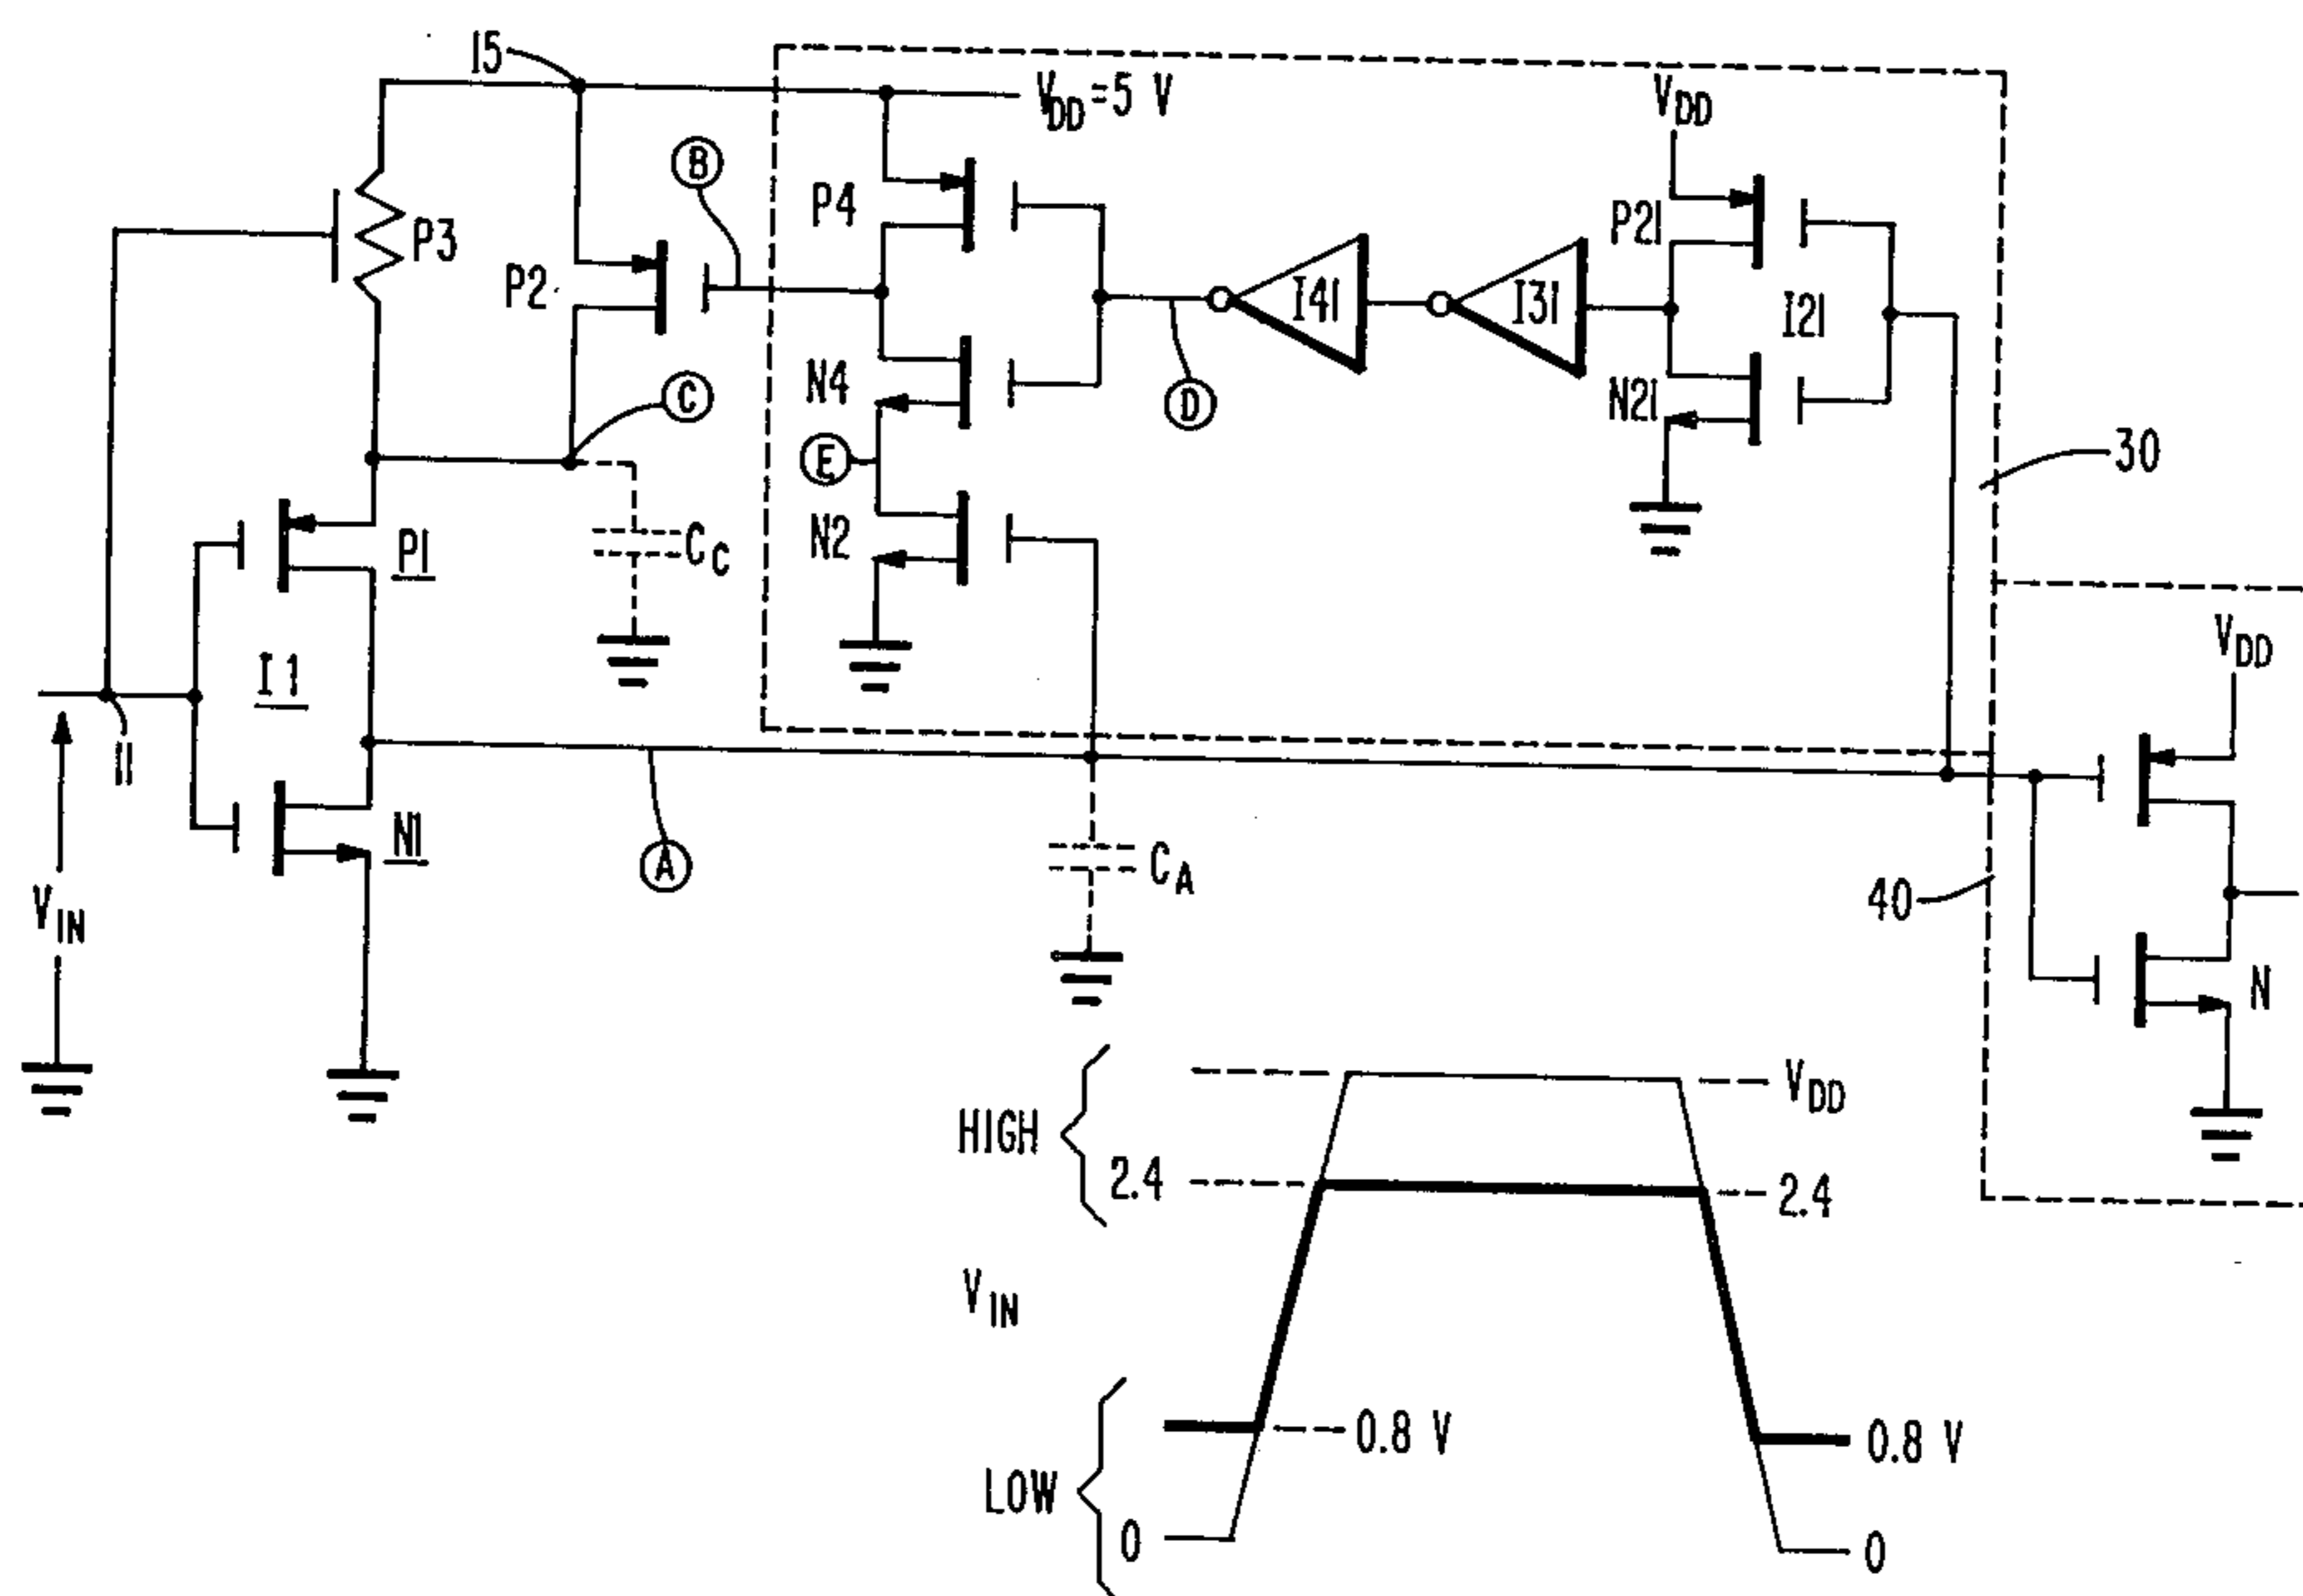 15
V_DD=5 V
V_DD
B
P4
P21
P3
P2
I41
I31
I21
C
N4
D
N21
E
30
P1
C_C
N2
I1
V_DD
11
N1
A
C_A
V_IN
40
N
V_DD
HIGH
2.4
2.4
V_IN
0.8 V
0.8 V
LOW
0
0